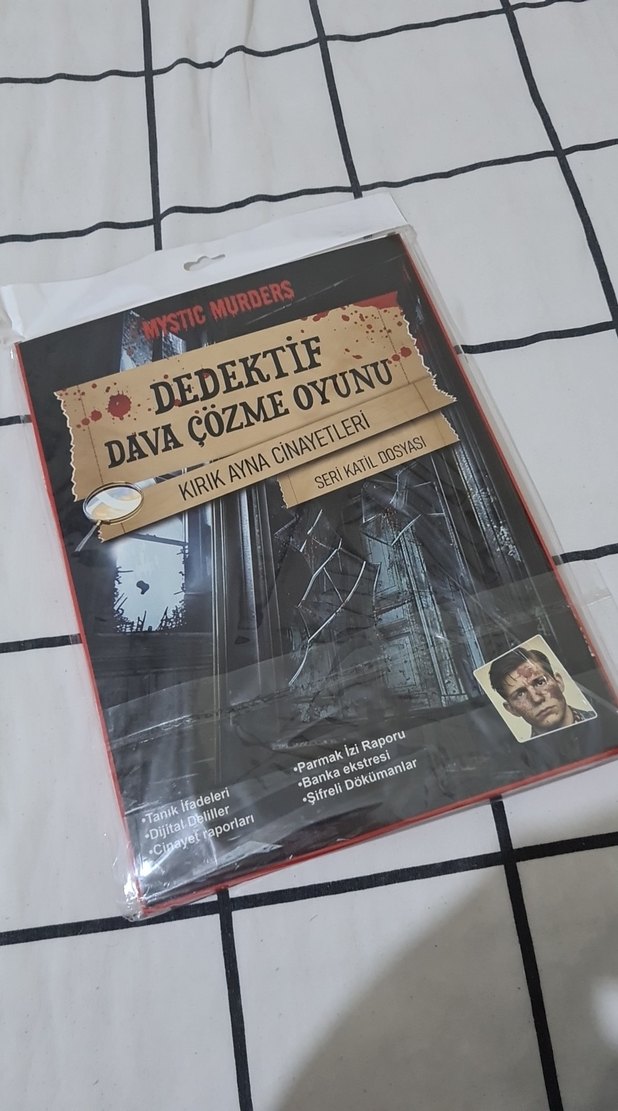 MYSTIC MURDERS
DEDEKTİF
DAVA ÇÖZME OYUNU
KIRIK AYNA CİNAYETLERİ
SERİ KATİL DOSYASI
•Tanık İfadeleri
•Dijital Deliller
•Cinayet raporları
•Parmak İzi Raporu
•Banka ekstresi
•Şifreli Dökümanlar